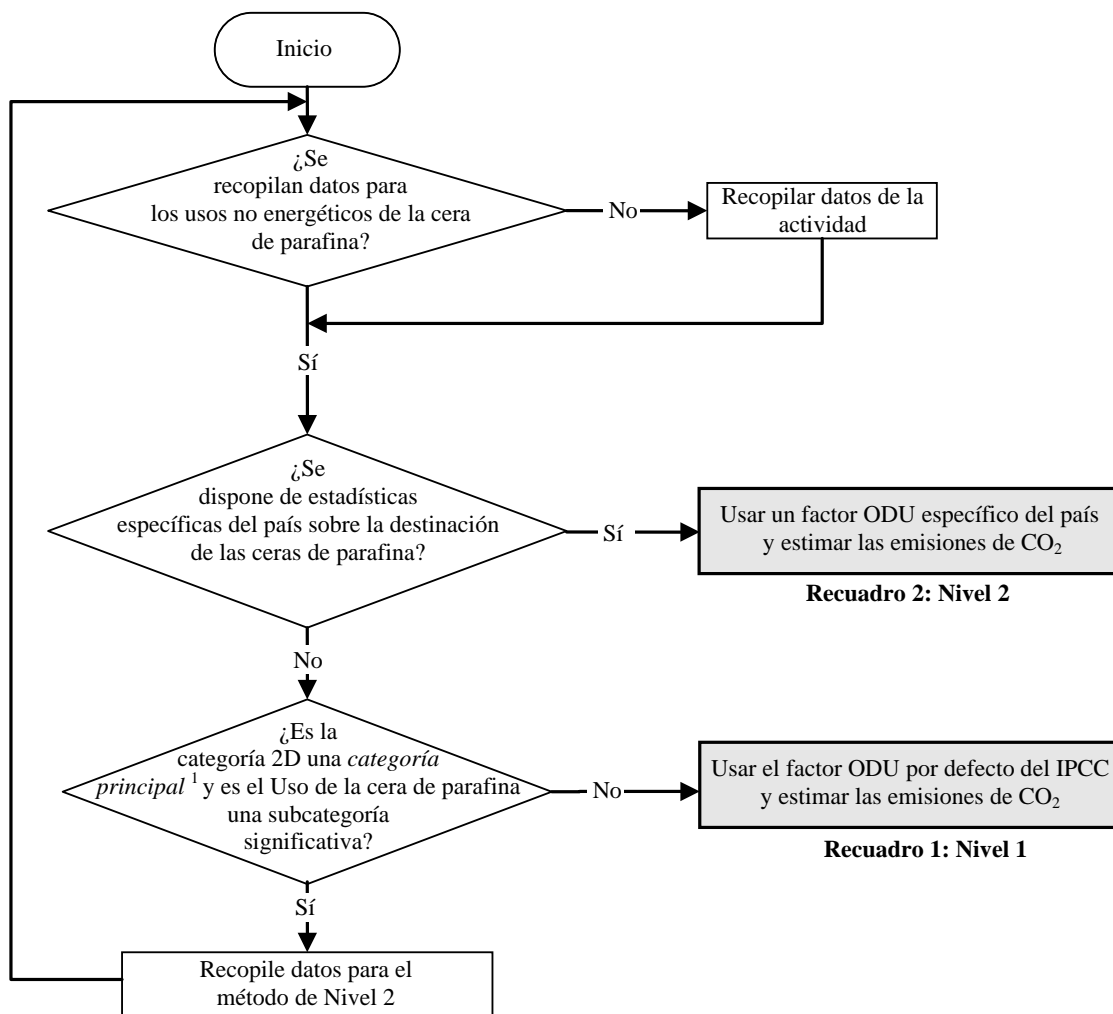 Inicio
¿Se
recopilan datos para
los usos no energéticos de la cera
de parafina?
No
Recopilar datos de la
actividad
Sí
¿Se
dispone de estadísticas
específicas del país sobre la destinación
de las ceras de parafina?
Sí
Usar un factor ODU específico del país
y estimar las emisiones de CO₂
Recuadro 2: Nivel 2
No
¿Es la
categoría 2D una categoría
principal ¹ y es el Uso de la cera de parafina
una subcategoría
significativa?
No
Usar el factor ODU por defecto del IPCC
y estimar las emisiones de CO₂
Recuadro 1: Nivel 1
Sí
Recopile datos para el
método de Nivel 2